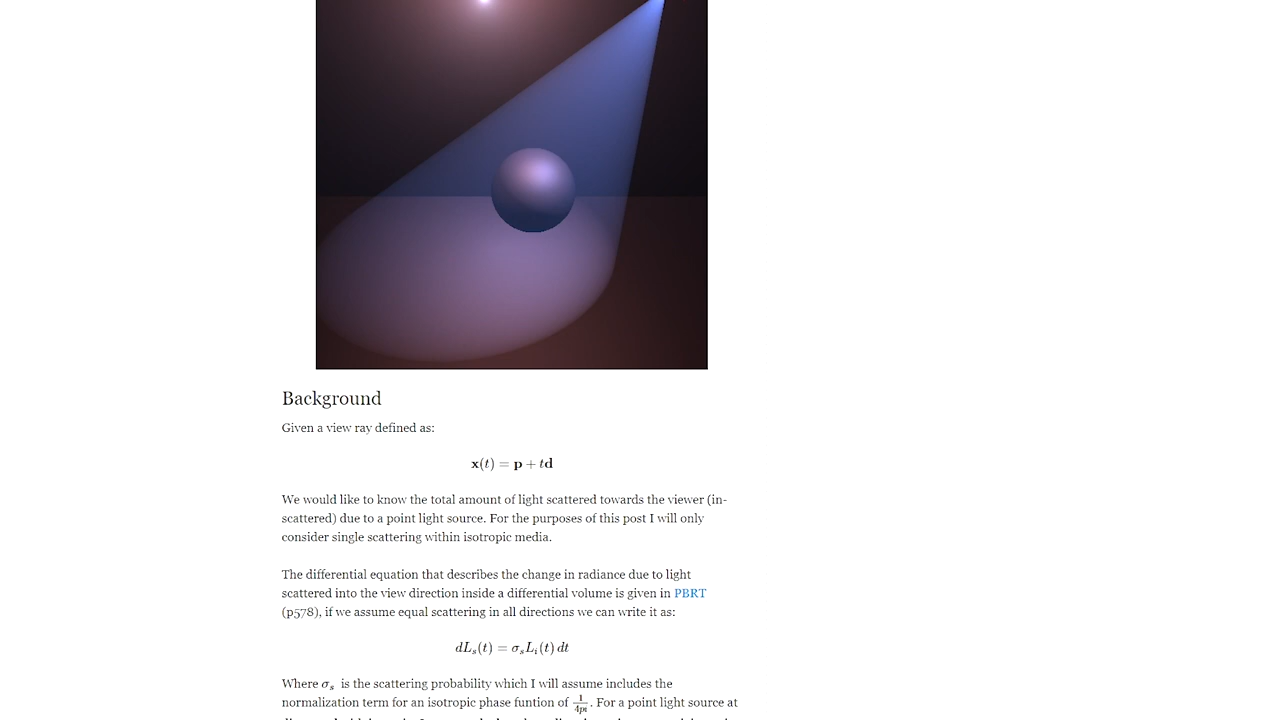 Background
Given a view ray defined as:
x(t) = p + td
We would like to know the total amount of light scattered towards the viewer (in-
scattered) due to a point light source. For the purposes of this post I will only
consider single scattering within isotropic media.
The differential equation that describes the change in radiance due to light
scattered into the view direction inside a differential volume is given in PBRT
(p578), if we assume equal scattering in all directions we can write it as:
dLₛ(t) = σₛLᵢ(t) dt
Where σₛ is the scattering probability which I will assume includes the
normalization term for an isotropic phase funtion of 1/4pi. For a point light source at